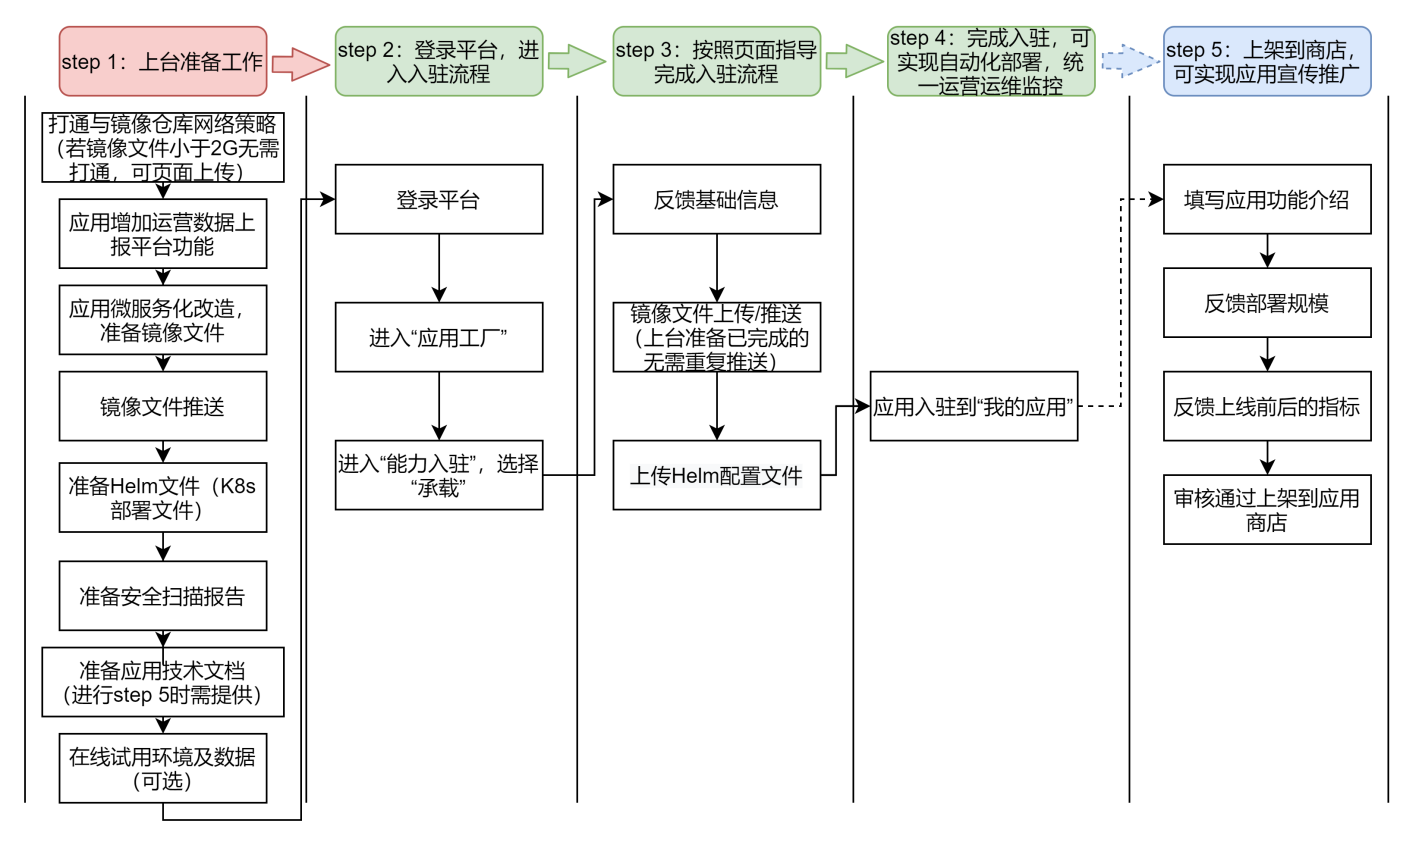 step 1：上台准备工作
step 2：登录平台，进
入入驻流程
step 3：按照页面指导
完成入驻流程
step 4：完成入驻，可
实现自动化部署，统
一运营运维监控
step 5：上架到商店，
可实现应用宣传推广
打通与镜像仓库网络策略
（若镜像文件小于2G无需
打通，可页面上传）
应用增加运营数据上
报平台功能
应用微服务化改造，
准备镜像文件
镜像文件推送
准备Helm文件（K8s
部署文件）
准备安全扫描报告
准备应用技术文档
（进行step 5时需提供）
在线试用环境及数据
（可选）
登录平台
进入“应用工厂”
进入“能力入驻”，选择
“承载”
反馈基础信息
镜像文件上传/推送
（上台准备已完成的
无需重复推送）
上传Helm配置文件
应用入驻到“我的应用”
填写应用功能介绍
反馈部署规模
反馈上线前后的指标
审核通过上架到应用
商店